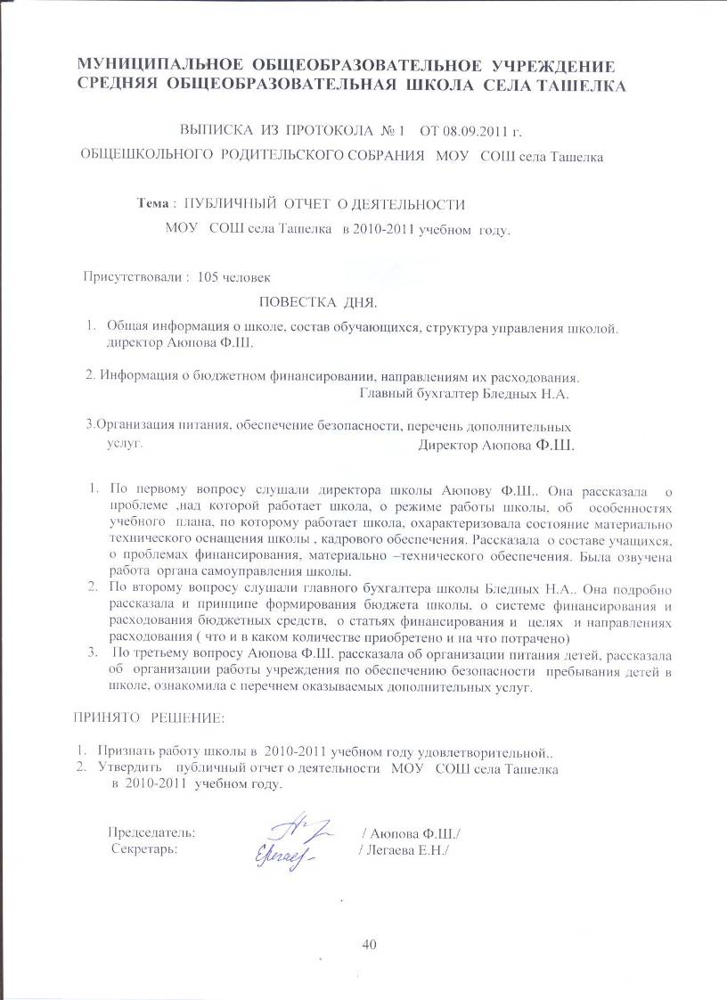 МУНИЦИПАЛЬНОЕ ОБЩЕОБРАЗОВАТЕЛЬНОЕ УЧРЕЖДЕНИЕ
СРЕДНЯЯ ОБЩЕОБРАЗОВАТЕЛЬНАЯ ШКОЛА СЕЛА ТАШЕЛКА
ВЫПИСКА ИЗ ПРОТОКОЛА № 1 ОТ 08.09.2011 г.
ОБЩЕШКОЛЬНОГО РОДИТЕЛЬСКОГО СОБРАНИЯ МОУ СОШ села Ташелка
Тема : ПУБЛИЧНЫЙ ОТЧЕТ О ДЕЯТЕЛЬНОСТИ
МОУ СОШ села Ташелка в 2010-2011 учебном году.
Присутствовали : 105 человек
ПОВЕСТКА ДНЯ.
1. Общая информация о школе, состав обучающихся, структура управления школой.
директор Аюпова Ф.Ш.
2. Информация о бюджетном финансировании, направлениям их расходования.
Главный бухгалтер Бледных Н.А.
3.Организация питания, обеспечение безопасности, перечень дополнительных
услуг. Директор Аюпова Ф.Ш.
1. По первому вопросу слушали директора школы Аюпову Ф.Ш.. Она рассказала о
проблеме ,над которой работает школа, о режиме работы школы, об особенностях
учебного плана, по которому работает школа, охарактеризовала состояние материально
технического оснащения школы , кадрового обеспечения. Рассказала о составе учащихся,
о проблемах финансирования, материально –технического обеспечения. Была озвучена
работа органа самоуправления школы.
2. По второму вопросу слушали главного бухгалтера школы Бледных Н.А.. Она подробно
рассказала и принципе формирования бюджета школы, о системе финансирования и
расходования бюджетных средств, о статьях финансирования и целях и направлениях
расходования ( что и в каком количестве приобретено и на что потрачено)
3. По третьему вопросу Аюпова Ф.Ш. рассказала об организации питания детей, рассказала
об организации работы учреждения по обеспечению безопасности пребывания детей в
школе, ознакомила с перечнем оказываемых дополнительных услуг.
ПРИНЯТО РЕШЕНИЕ:
1. Признать работу школы в 2010-2011 учебном году удовлетворительной..
2. Утвердить публичный отчет о деятельности МОУ СОШ села Ташелка
в 2010-2011 учебном году.
Председатель: / Аюпова Ф.Ш./
Секретарь: / Легаева Е.Н./
40